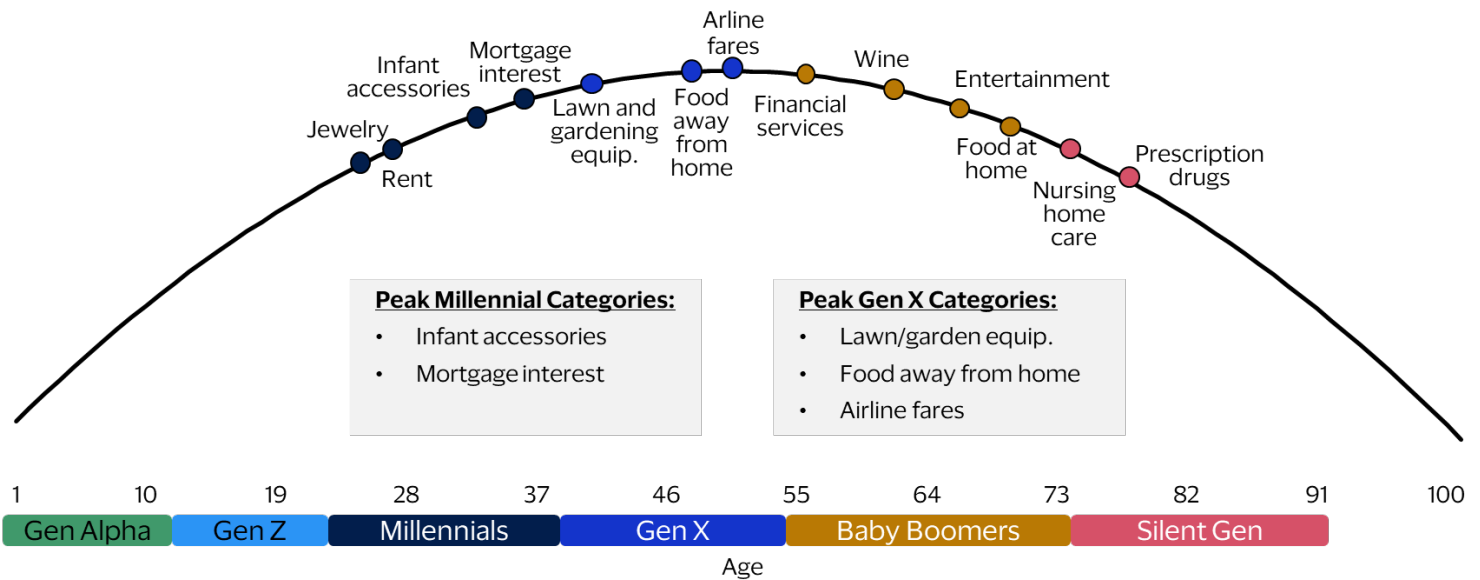 Arline
fares
Mortgage
interest
Wine
Infant
accessories
Entertainment
Lawn and
gardening
equip.
Food
away
from
home
Financial
services
Jewelry
Rent
Food at
home
Prescription
drugs
Nursing
home
care
Peak Millennial Categories:
• Infant accessories
• Mortgage interest
Peak Gen X Categories:
• Lawn/garden equip.
• Food away from home
• Airline fares
1 10 19 28 37 46 55 64 73 82 91 100
Gen Alpha Gen Z Millennials Gen X Baby Boomers Silent Gen
Age